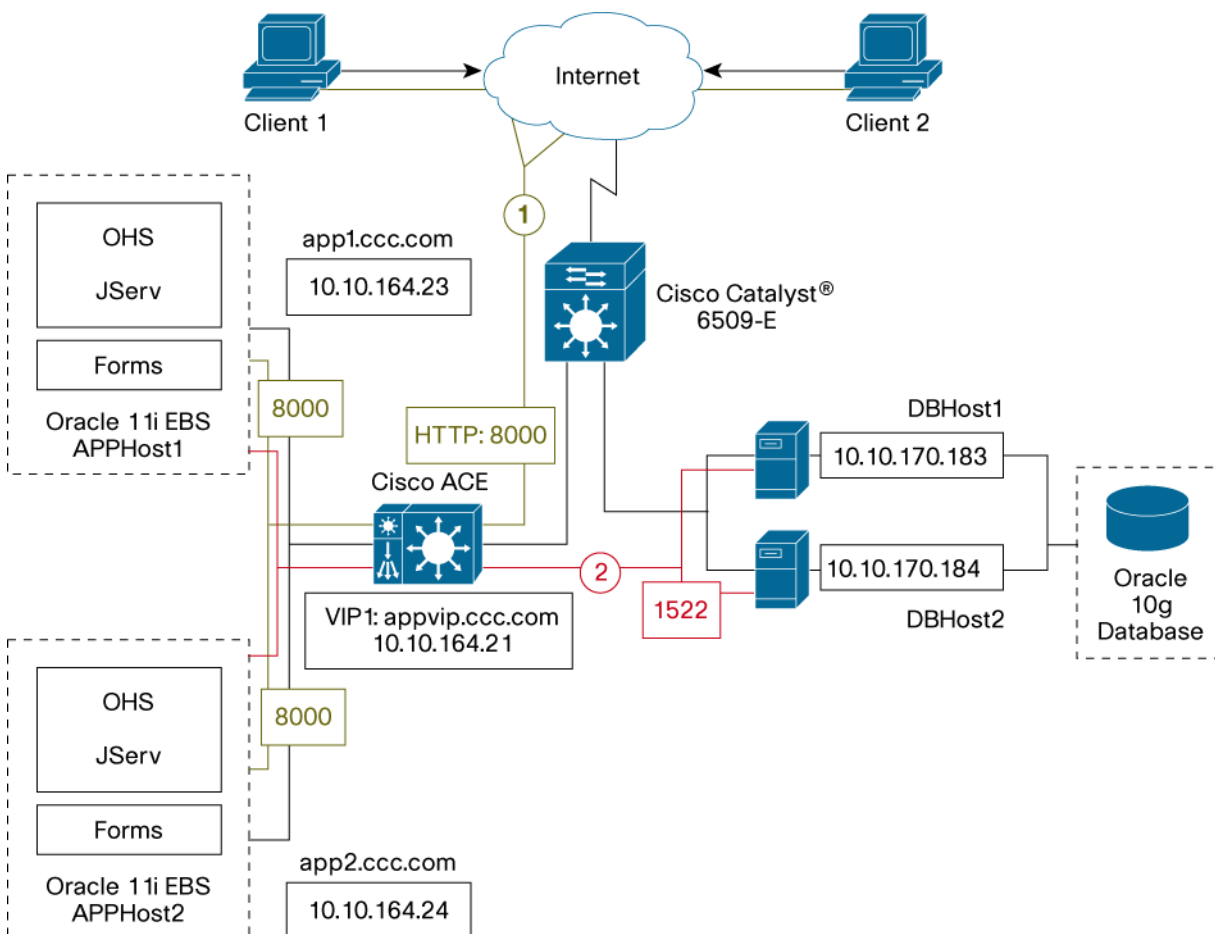 Internet
Client 1
Client 2
1
OHS
JServ
Forms
Oracle 11i EBS
APPHost1
app1.ccc.com
10.10.164.23
Cisco Catalyst®
6509-E
8000
HTTP: 8000
Cisco ACE
DBHost1
10.10.170.183
2
10.10.170.184
DBHost2
1522
Oracle
10g
Database
VIP1: appvip.ccc.com
10.10.164.21
OHS
JServ
8000
Forms
Oracle 11i EBS
APPHost2
app2.ccc.com
10.10.164.24